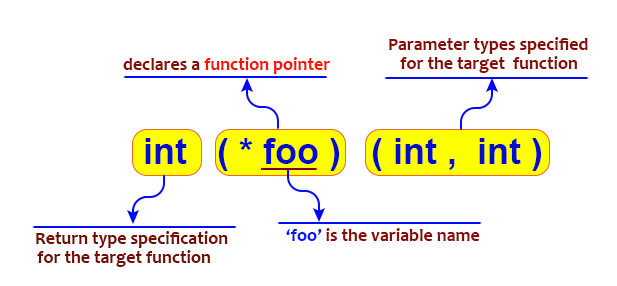 Parameter types specified
for the target  function
declares a function pointer
int ( * foo ) ( int ,  int )
Return type specification
for the target function
‘foo’ is the variable name